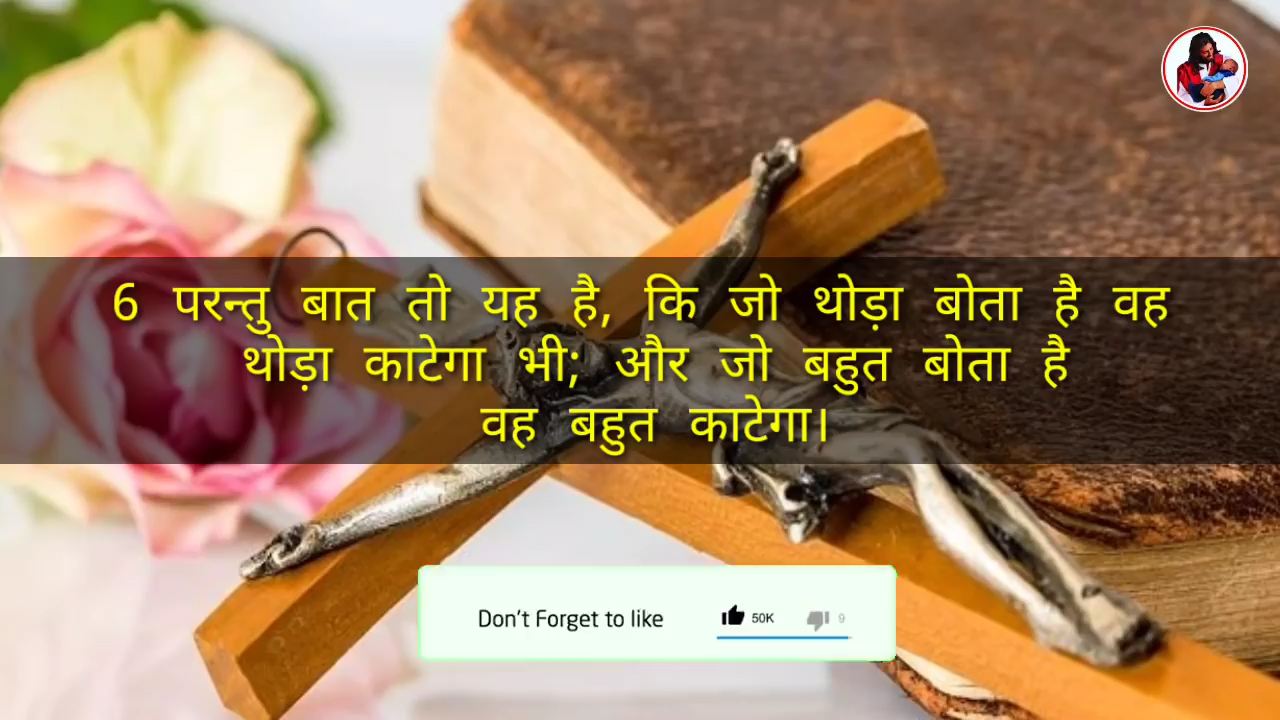 6 परन्तु बात तो यह है, कि जो थोड़ा बोता है वह
थोड़ा काटेगा भी; और जो बहुत बोता है
वह बहुत काटेगा।
Don't Forget to like 50K 9